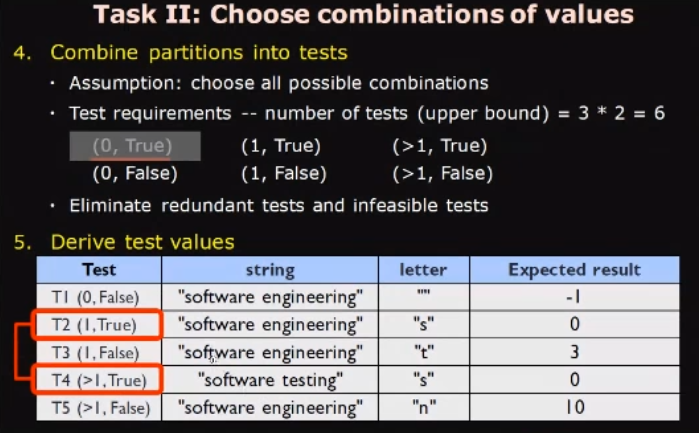 Task II: Choose combinations of values
4. Combine partitions into tests
· Assumption: choose all possible combinations
· Test requirements -- number of tests (upper bound) = 3 * 2 = 6
(0, True) (1, True) (>1, True)
(0, False) (1, False) (>1, False)
· Eliminate redundant tests and infeasible tests
5. Derive test values
Test string letter Expected result
T1 (0, False) "software engineering" "" -1
T2 (1,True) "software engineering" "s" 0
T3 (1, False) "software engineering" "t" 3
T4 (>1,True) "software testing" "s" 0
T5 (>1, False) "software engineering" "n" 10